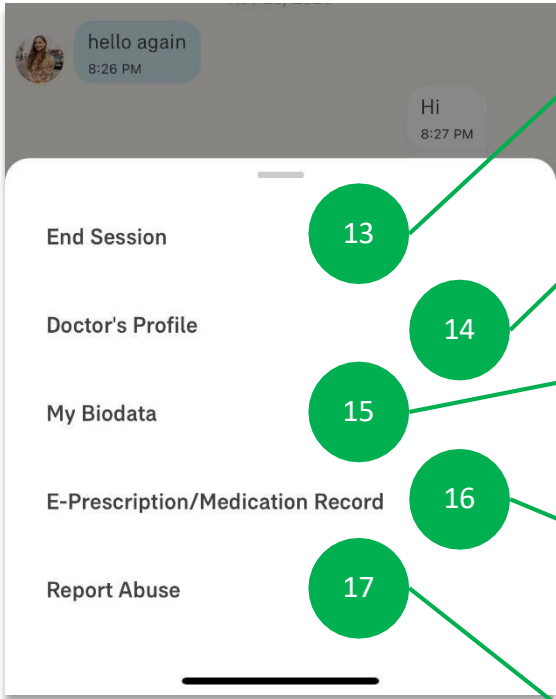 hello again
8:26 PM
Hi
8:27 PM
End Session
13
Doctor's Profile
14
My Biodata
15
E-Prescription/Medication Record
16
Report Abuse
17